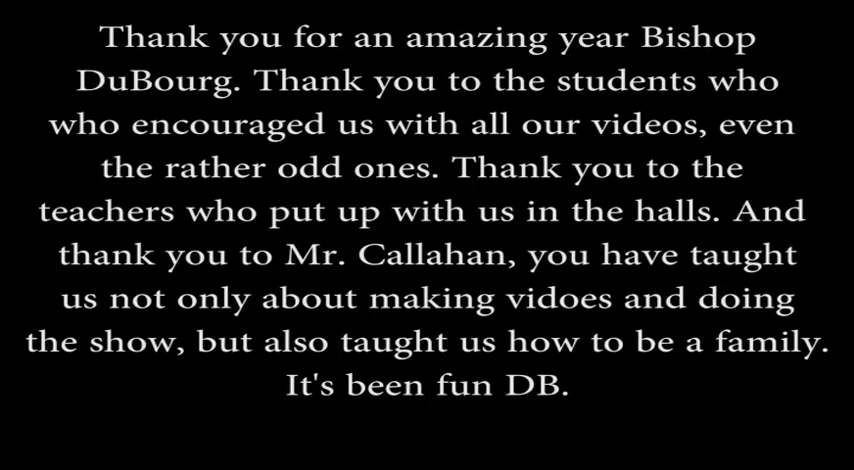 Thank you for an amazing year Bishop
DuBourg. Thank you to the students who
who encouraged us with all our videos, even
the rather odd ones. Thank you to the
teachers who put up with us in the halls. And
thank you to Mr. Callahan, you have taught
us not only about making vidoes and doing
the show, but also taught us how to be a family.
It's been fun DB.